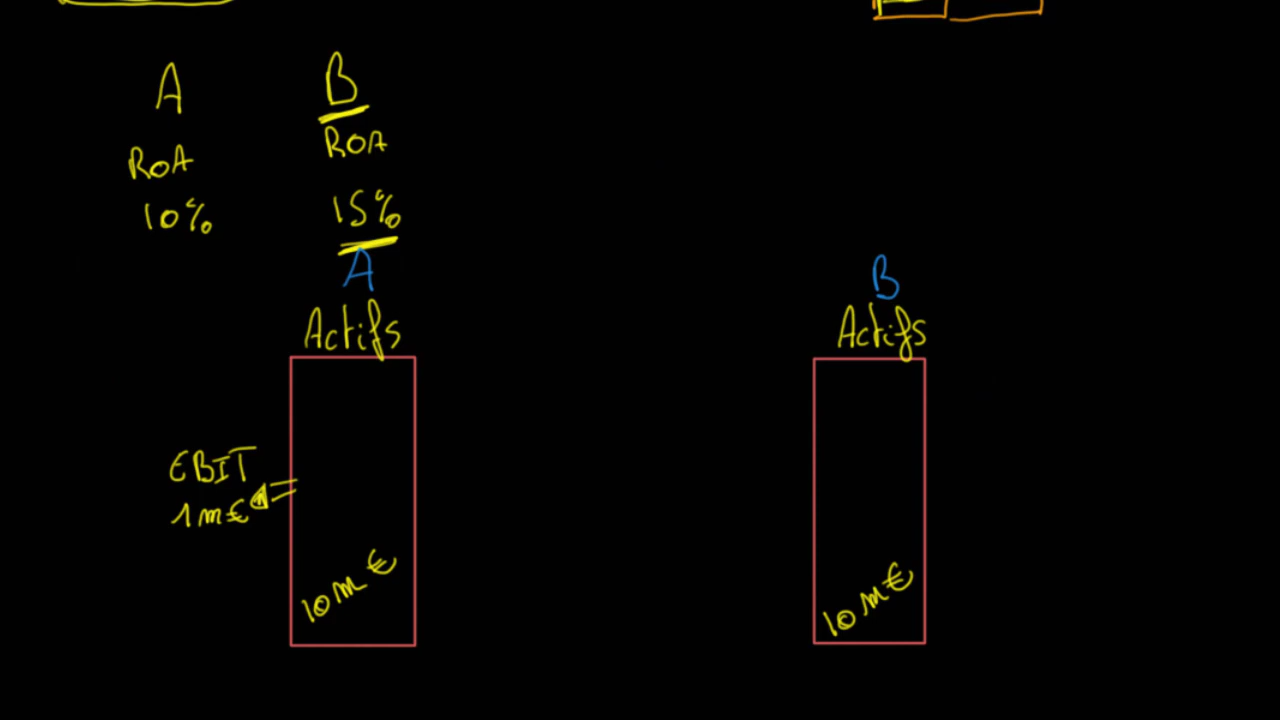 A B
ROA ROA
10% 15%
A B
Actifs Actifs
EBIT
1m€
10m€ 10m€